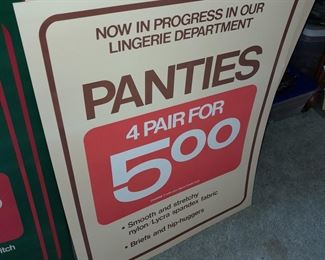 NOW IN PROGRESS IN OUR
LINGERIE DEPARTMENT
PANTIES
4 PAIR FOR
500
• Smooth and stretchy
nylon-Lycra spandex fabric
• Briefs and hip-huggers
itch